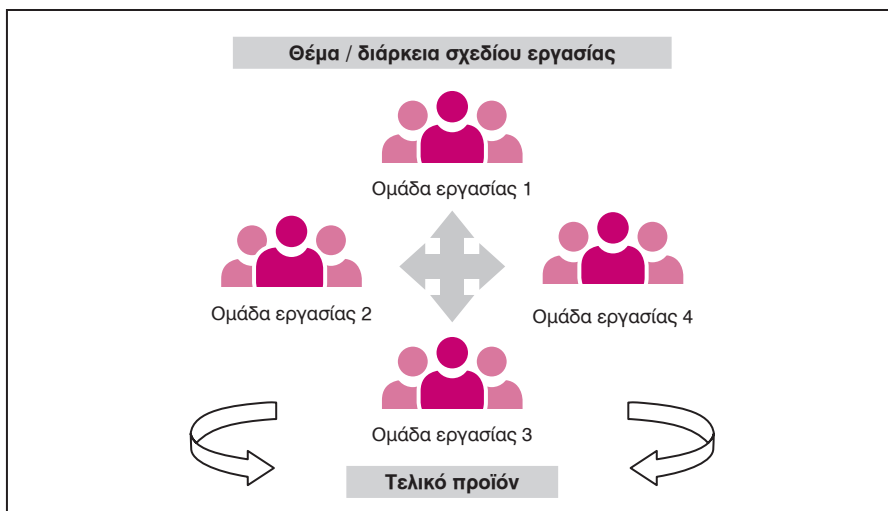 Θέμα / διάρκεια σχεδίου εργασίας
Ομάδα εργασίας 1
Ομάδα εργασίας 2
Ομάδα εργασίας 4
Ομάδα εργασίας 3
Τελικό προϊόν